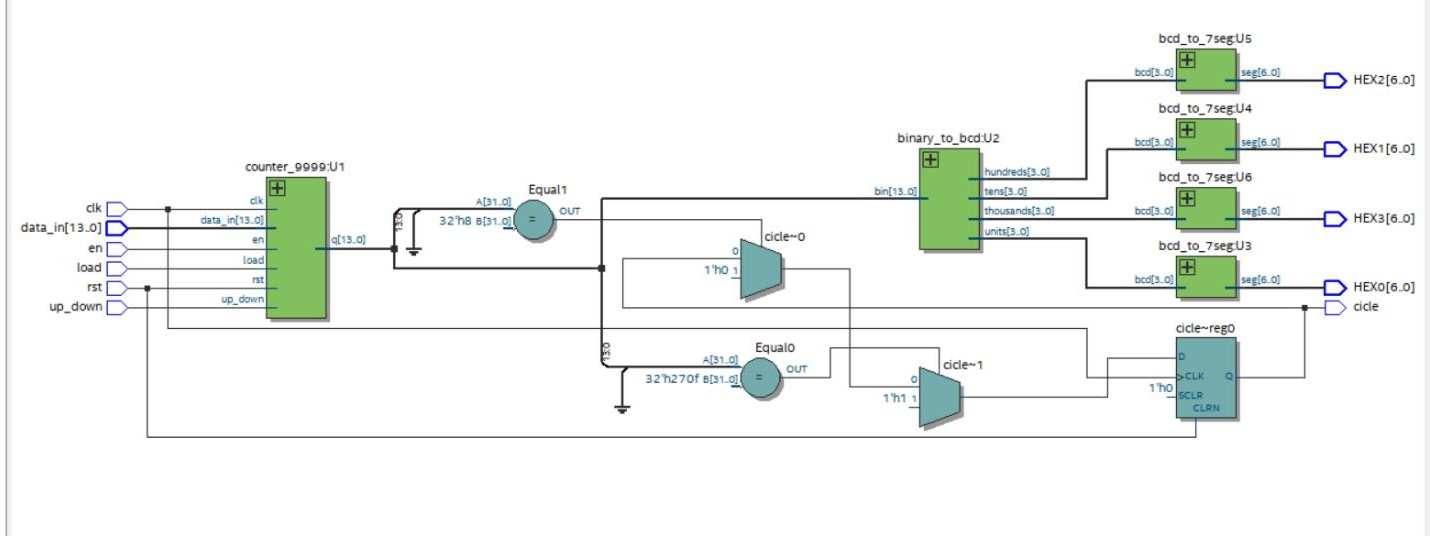 bcd_to_7seg:U5
bcd[3..0]
seg[6..0]
HEX2[6..0]
bcd_to_7seg:U4
bcd[3..0]
seg[6..0]
HEX1[6..0]
binary_to_bcd:U2
bin[13..0]
hundreds[3..0]
tens[3..0]
thousands[3..0]
units[3..0]
bcd_to_7seg:U6
bcd[3..0]
seg[6..0]
HEX3[6..0]
bcd_to_7seg:U3
bcd[3..0]
seg[6..0]
HEX0[6..0]
cicle
counter_9999:U1
clk
data_in[13..0]
en
load
rst
up_down
clk
data_in[13..0]
en
load
rst
up_down
q[13..0]
13:0
Equal1
A[31..0]
32'h8 B[31..0]
=
OUT
cicle~0
0
1'h0 1
13:0
Equal0
A[31..0]
32'h270f B[31..0]
=
OUT
cicle~1
0
1'h1 1
cicle~reg0
D
CLK
1'h0
SCLR
CLRN
Q